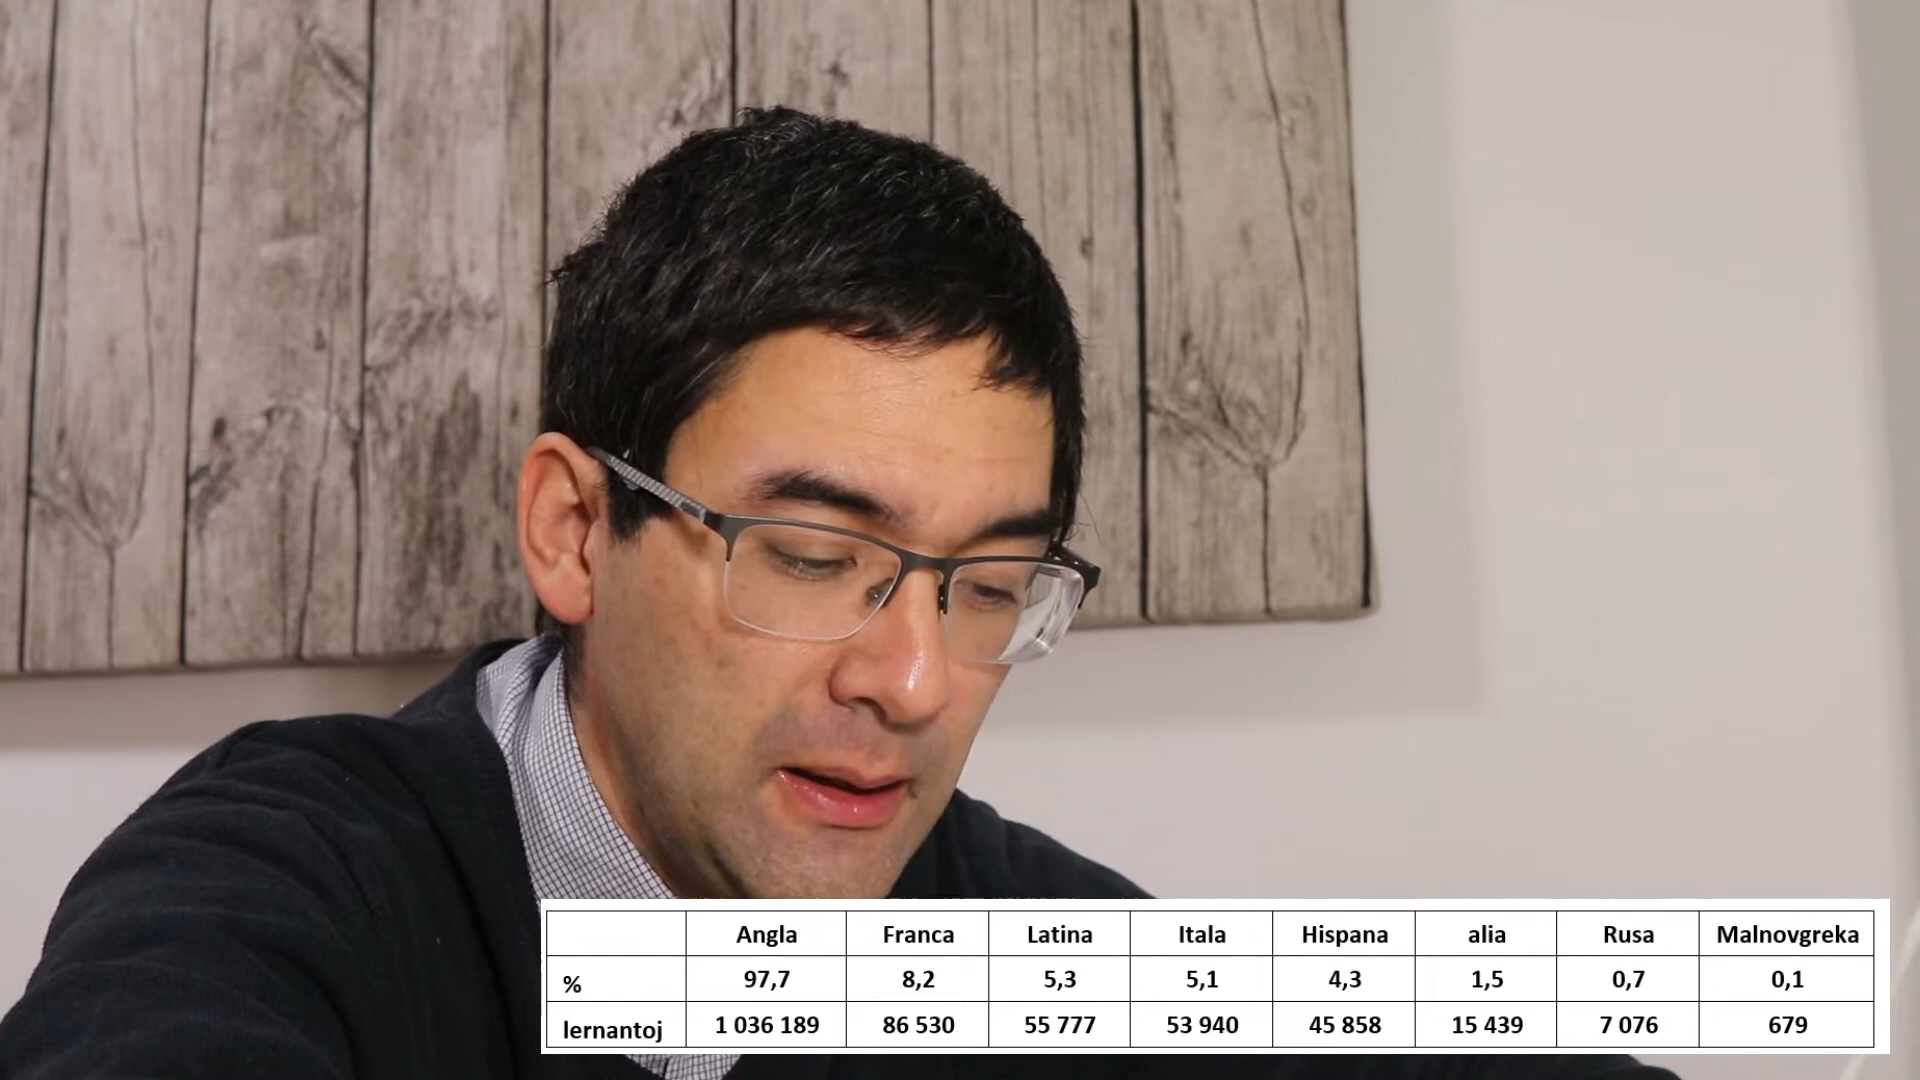 Angla Franca Latina Itala Hispana alia Rusa Malnovgreka
% 97,7 8,2 5,3 5,1 4,3 1,5 0,7 0,1
lernantoj 1 036 189 86 530 55 777 53 940 45 858 15 439 7 076 679